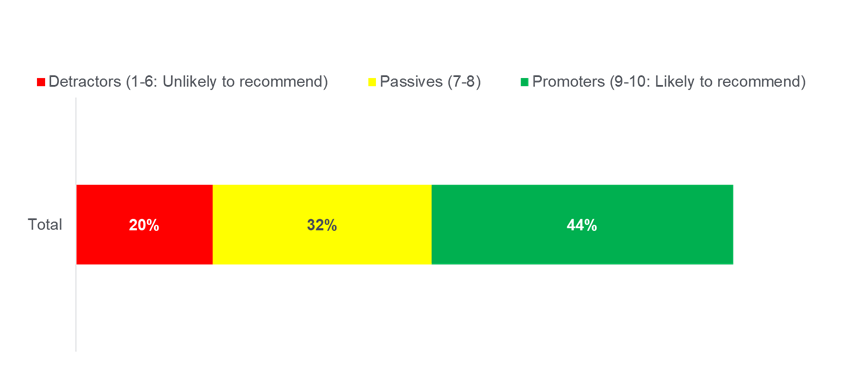 Detractors (1-6: Unlikely to recommend) Passives (7-8) Promoters (9-10: Likely to recommend)
Total 20% 32% 44%